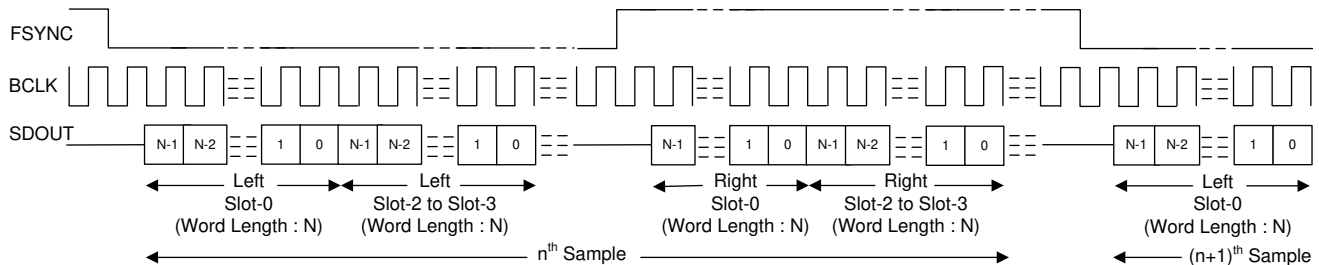 FSYNC
BCLK
SDOUT N-1 N-2 1 0 N-1 N-2 1 0 N-1 1 0 N-1 N-2 1 0 N-1 N-2 1 0
Left Left Right Right Left
Slot-0 Slot-2 to Slot-3 Slot-0 Slot-2 to Slot-3 Slot-0
(Word Length : N) (Word Length : N) (Word Length : N) (Word Length : N) (Word Length : N)
nth Sample (n+1)th Sample